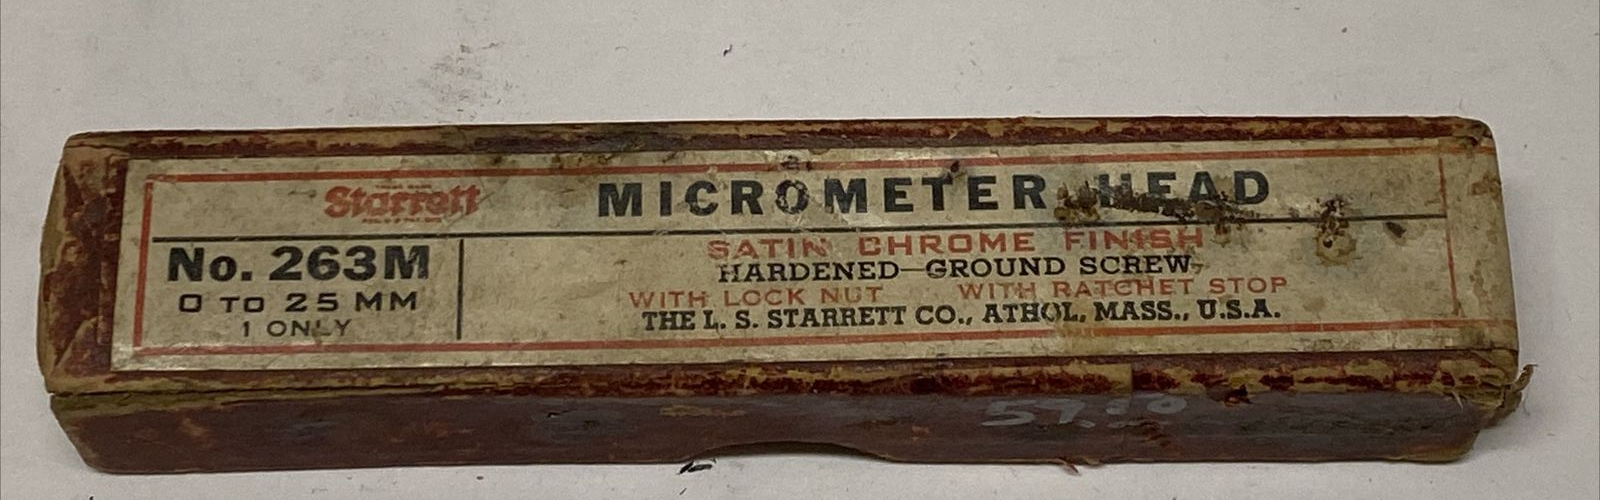 Starrett
MICROMETER HEAD
No. 263M
0 TO 25 MM
1 ONLY
SATIN CHROME FINISH
HARDENED—GROUND SCREW
WITH LOCK NUT WITH RATCHET STOP
THE L. S. STARRETT CO., ATHOL, MASS., U.S.A.